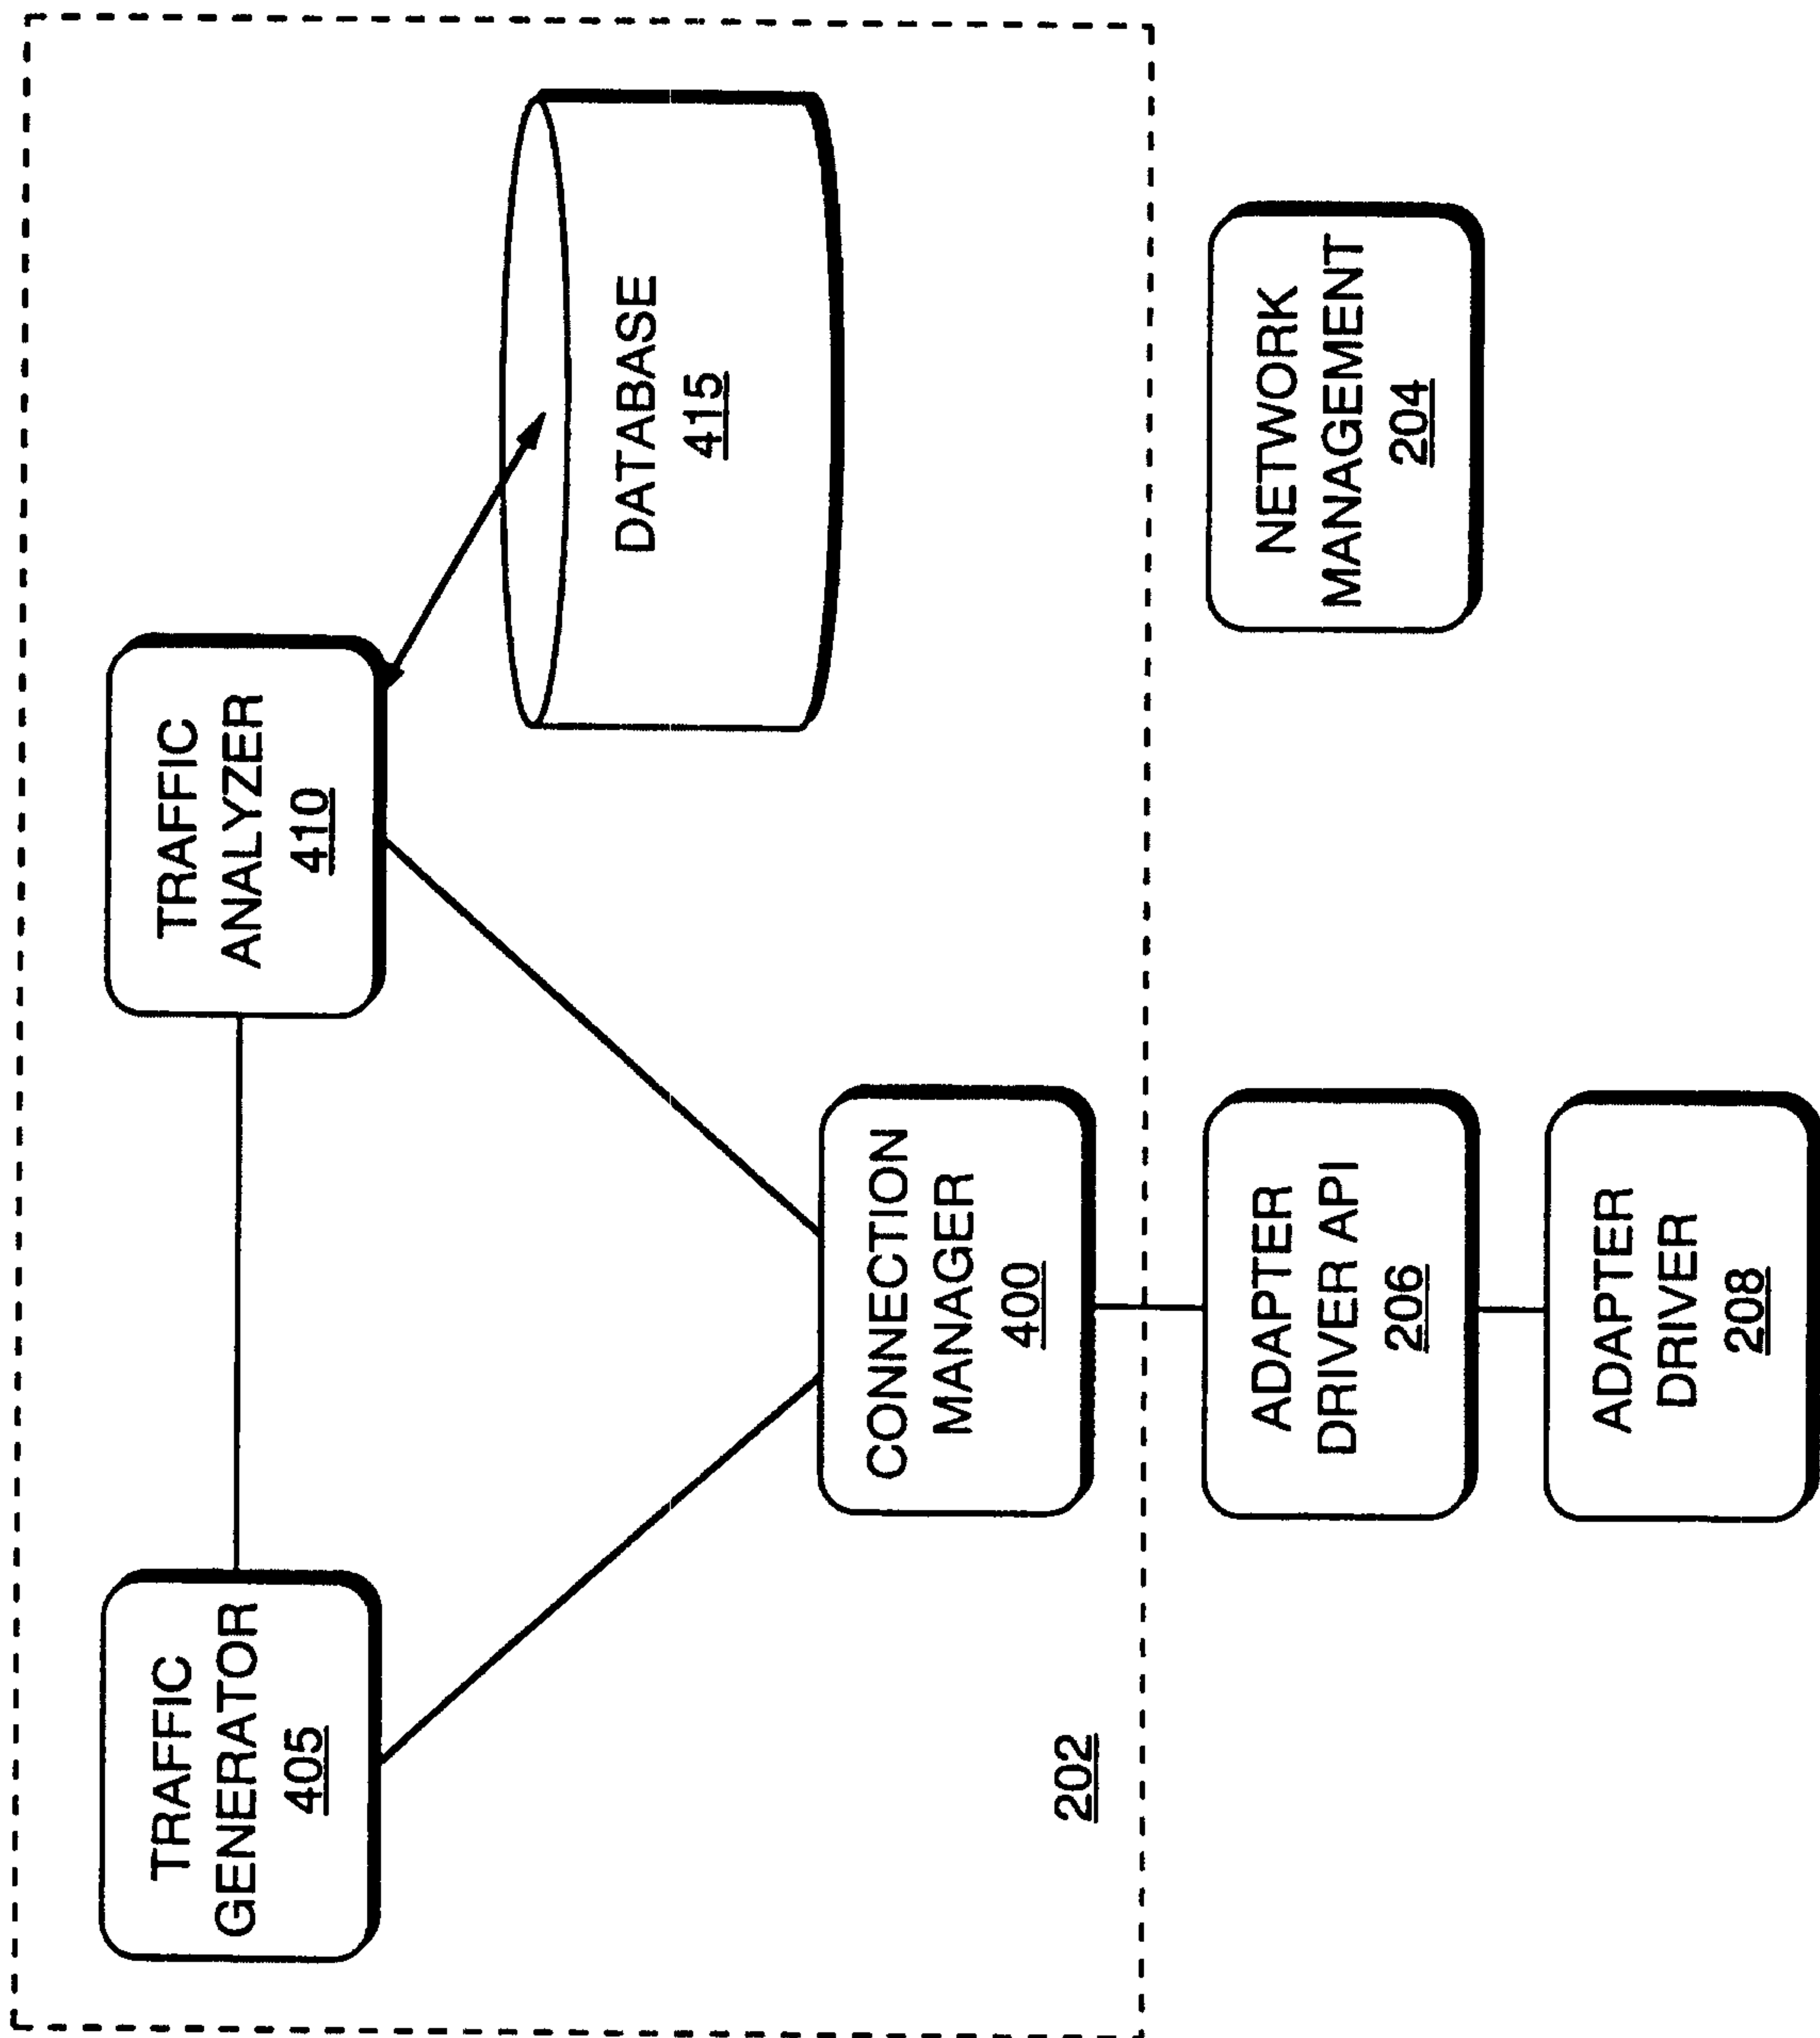 TRAFFIC
GENERATOR
405
TRAFFIC
ANALYZER
410
DATABASE
415
CONNECTION
MANAGER
400
202
ADAPTER
DRIVER API
206
NETWORK
MANAGEMENT
204
ADAPTER
DRIVER
208